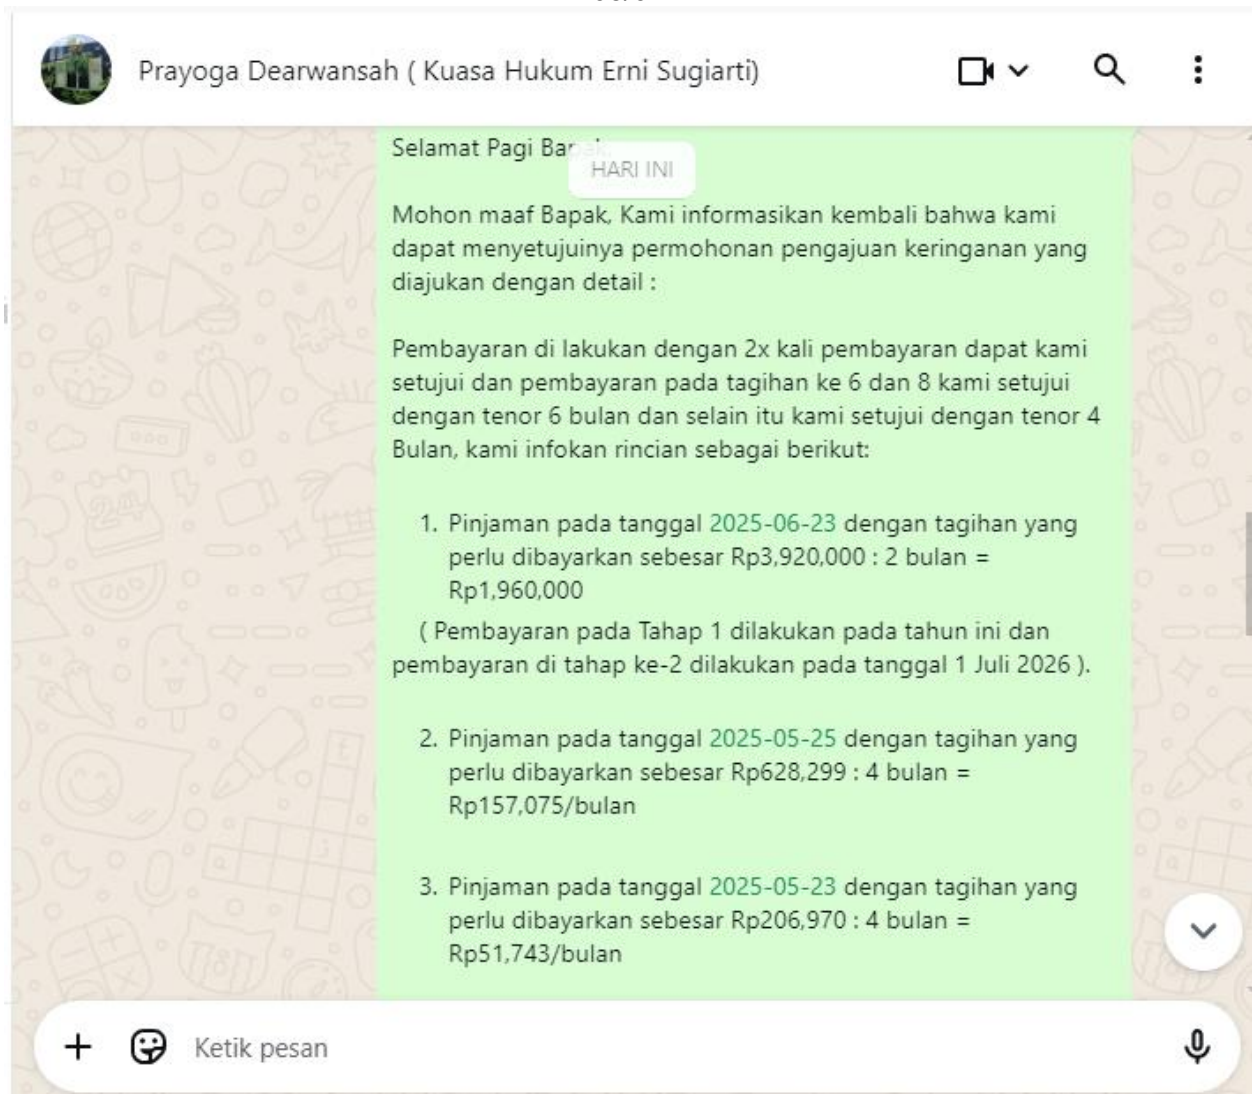 Prayoga Dearwansah ( Kuasa Hukum Erni Sugiarti)
Selamat Pagi Bapak,
HARI INI
Mohon maaf Bapak, Kami informasikan kembali bahwa kami
dapat menyetujuinya permohonan pengajuan keringanan yang
diajukan dengan detail :
Pembayaran di lakukan dengan 2x kali pembayaran dapat kami
setujui dan pembayaran pada tagihan ke 6 dan 8 kami setujui
dengan tenor 6 bulan dan selain itu kami setujui dengan tenor 4
Bulan, kami infokan rincian sebagai berikut:
1. Pinjaman pada tanggal 2025-06-23 dengan tagihan yang
perlu dibayarkan sebesar Rp3,920,000 : 2 bulan =
Rp1,960,000
( Pembayaran pada Tahap 1 dilakukan pada tahun ini dan
pembayaran di tahap ke-2 dilakukan pada tanggal 1 Juli 2026 ).
2. Pinjaman pada tanggal 2025-05-25 dengan tagihan yang
perlu dibayarkan sebesar Rp628,299 : 4 bulan =
Rp157,075/bulan
3. Pinjaman pada tanggal 2025-05-23 dengan tagihan yang
perlu dibayarkan sebesar Rp206,970 : 4 bulan =
Rp51,743/bulan
Ketik pesan